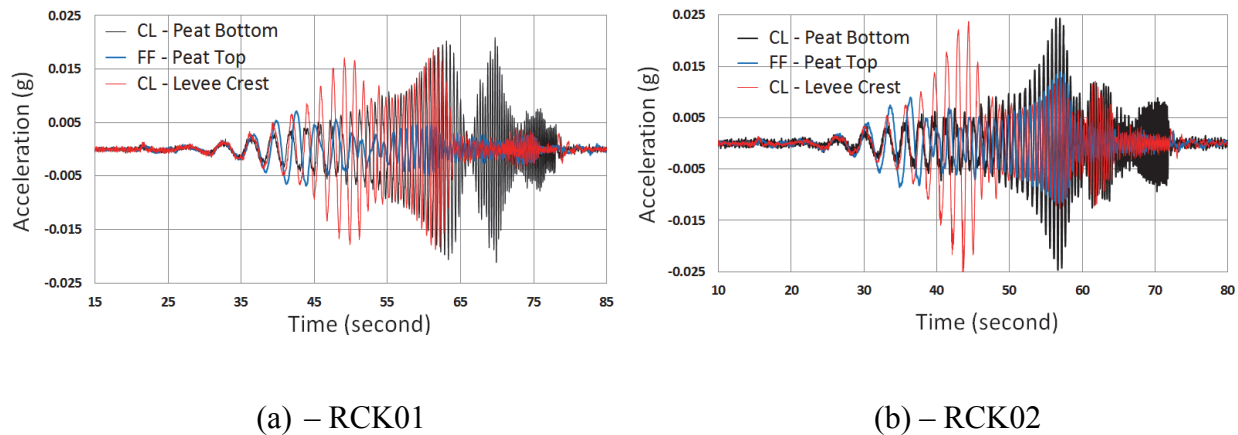 0.025
0.015
0.005
-0.005
-0.015
-0.025
Acceleration (g)
CL - Peat Bottom
FF - Peat Top
CL - Levee Crest
15 25 35 45 55 65 75 85
Time (second)
(a) – RCK01
0.025
0.015
0.005
-0.005
-0.015
-0.025
Acceleration (g)
CL - Peat Bottom
FF - Peat Top
CL - Levee Crest
10 20 30 40 50 60 70 80
Time (second)
(b) – RCK02